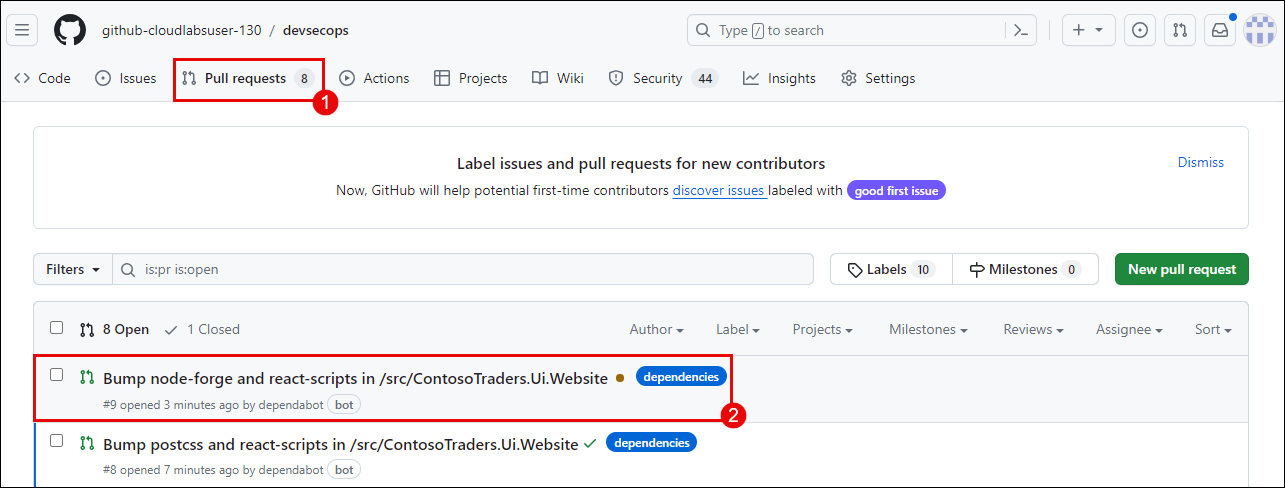 github-cloudlabsuser-130 / devsecops
Type / to search
Code Issues Pull requests 8 Actions Projects Wiki Security 44 Insights Settings
1
Label issues and pull requests for new contributors
Dismiss
Now, GitHub will help potential first-time contributors discover issues labeled with good first issue
Filters is:pr is:open Labels 10 Milestones 0 New pull request
8 Open 1 Closed Author Label Projects Milestones Reviews Assignee Sort
Bump node-forge and react-scripts in /src/ContosoTraders.Ui.Website dependencies
#9 opened 3 minutes ago by dependabot bot
2
Bump postcss and react-scripts in /src/ContosoTraders.Ui.Website dependencies
#8 opened 7 minutes ago by dependabot bot